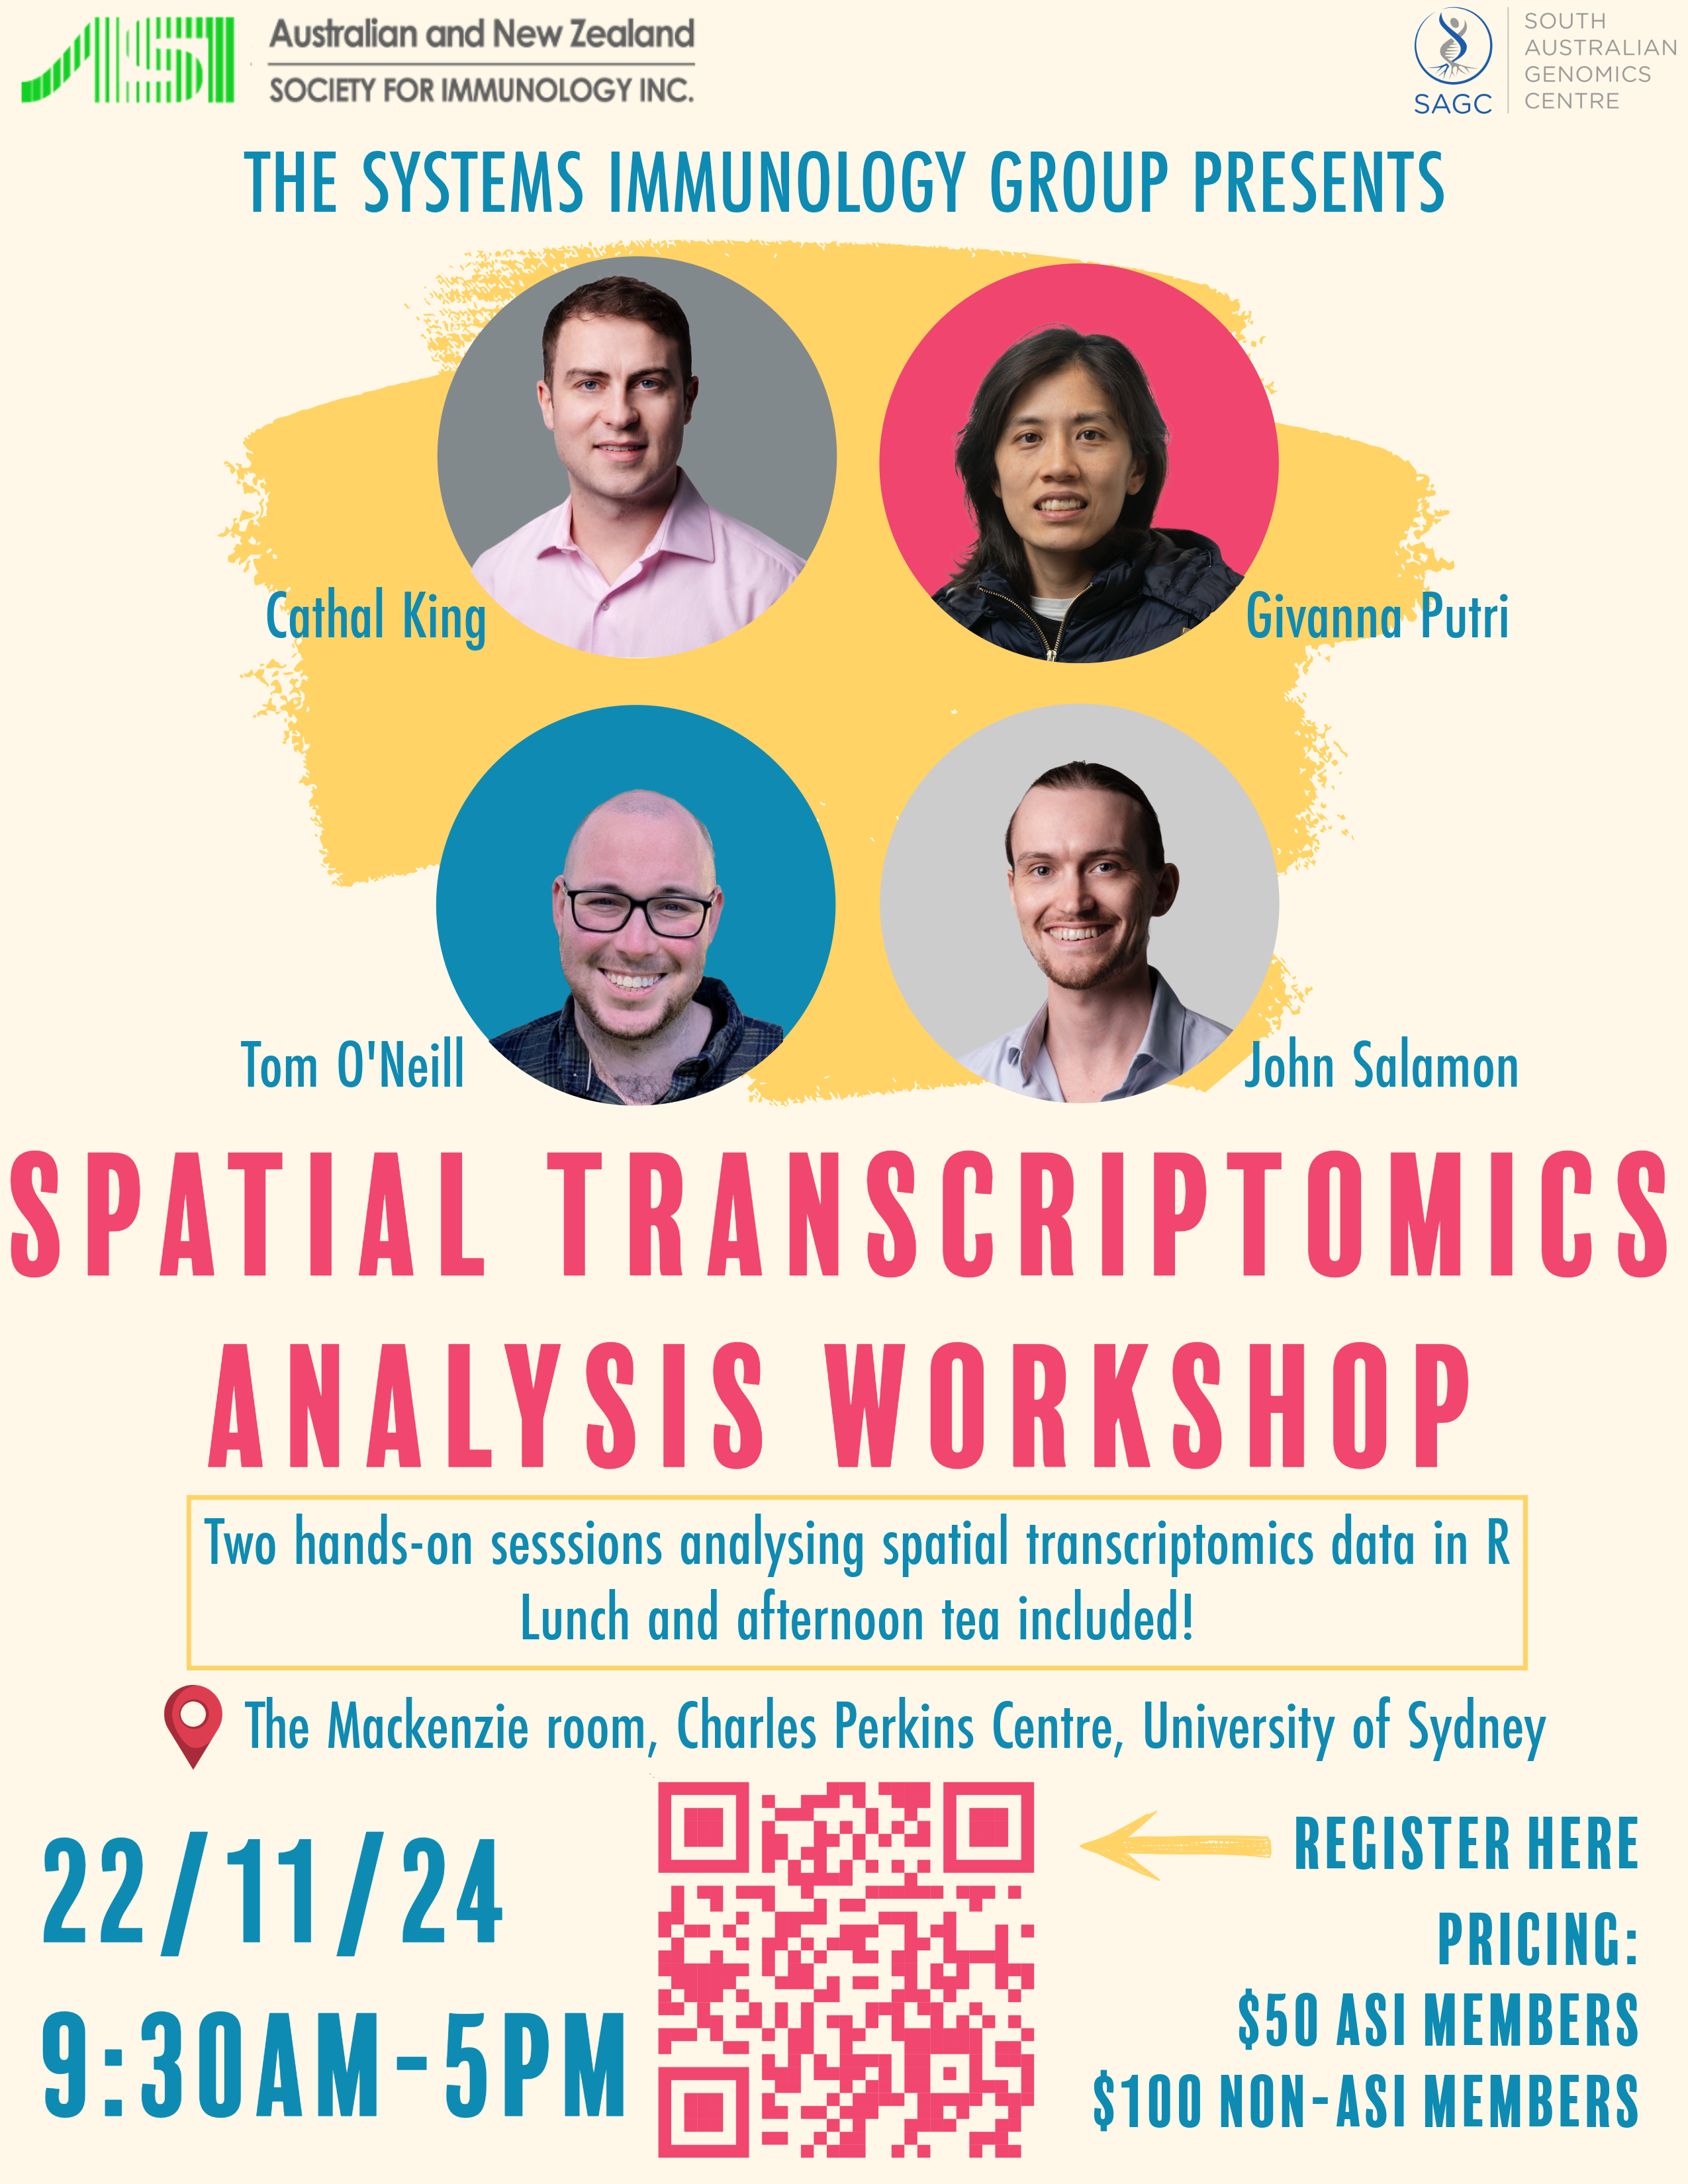 ASI
Australian and New Zealand
SOCIETY FOR IMMUNOLOGY INC.
SAGC
SOUTH
AUSTRALIAN
GENOMICS
CENTRE
THE SYSTEMS IMMUNOLOGY GROUP PRESENTS
Cathal King
Givanna Putri
Tom O'Neill
John Salamon
SPATIAL TRANSCRIPTOMICS
ANALYSIS WORKSHOP
Two hands-on sesssions analysing spatial transcriptomics data in R
Lunch and afternoon tea included!
The Mackenzie room, Charles Perkins Centre, University of Sydney
22/11/24
9:30AM-5PM
REGISTER HERE
PRICING:
$50 ASI MEMBERS
$100 NON-ASI MEMBERS